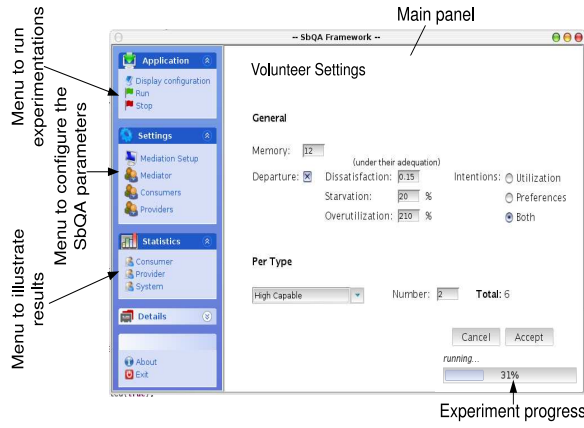 Main panel
-- SbQA Framework --
Menu to run
experimentations
Menu to configure the
SbQA parameters
Menu to illustrate
results
Application
Display configuration
Run
Stop
Settings
Mediation Setup
Mediator
Consumers
Providers
Statistics
Consumer
Provider
System
Details
About
Exit
Volunteer Settings
General
Memory: 12
(under their adequation)
Departure: Dissatisfaction: 0.15 Intentions: Utilization
Starvation: 20 % Preferences
Overutilization: 210 % Both
Per Type
High Capable Number: 2 Total: 6
Cancel Accept
running...
31%
Experiment progress